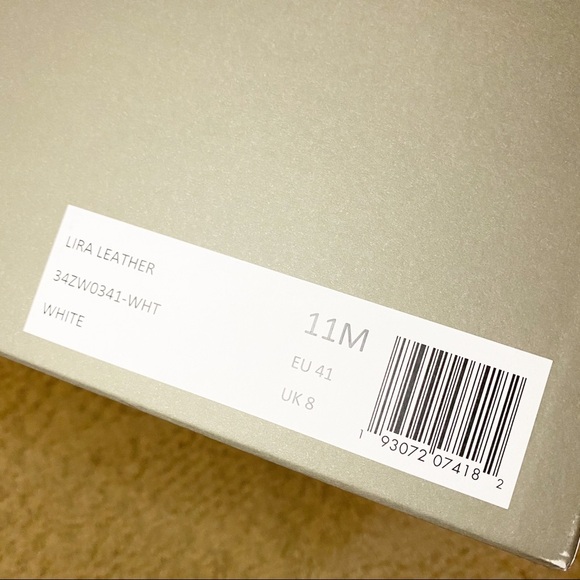 LIRA LEATHER
34ZW0341-WHT
WHITE
11M
EU 41
UK 8
1 93072 07418 2